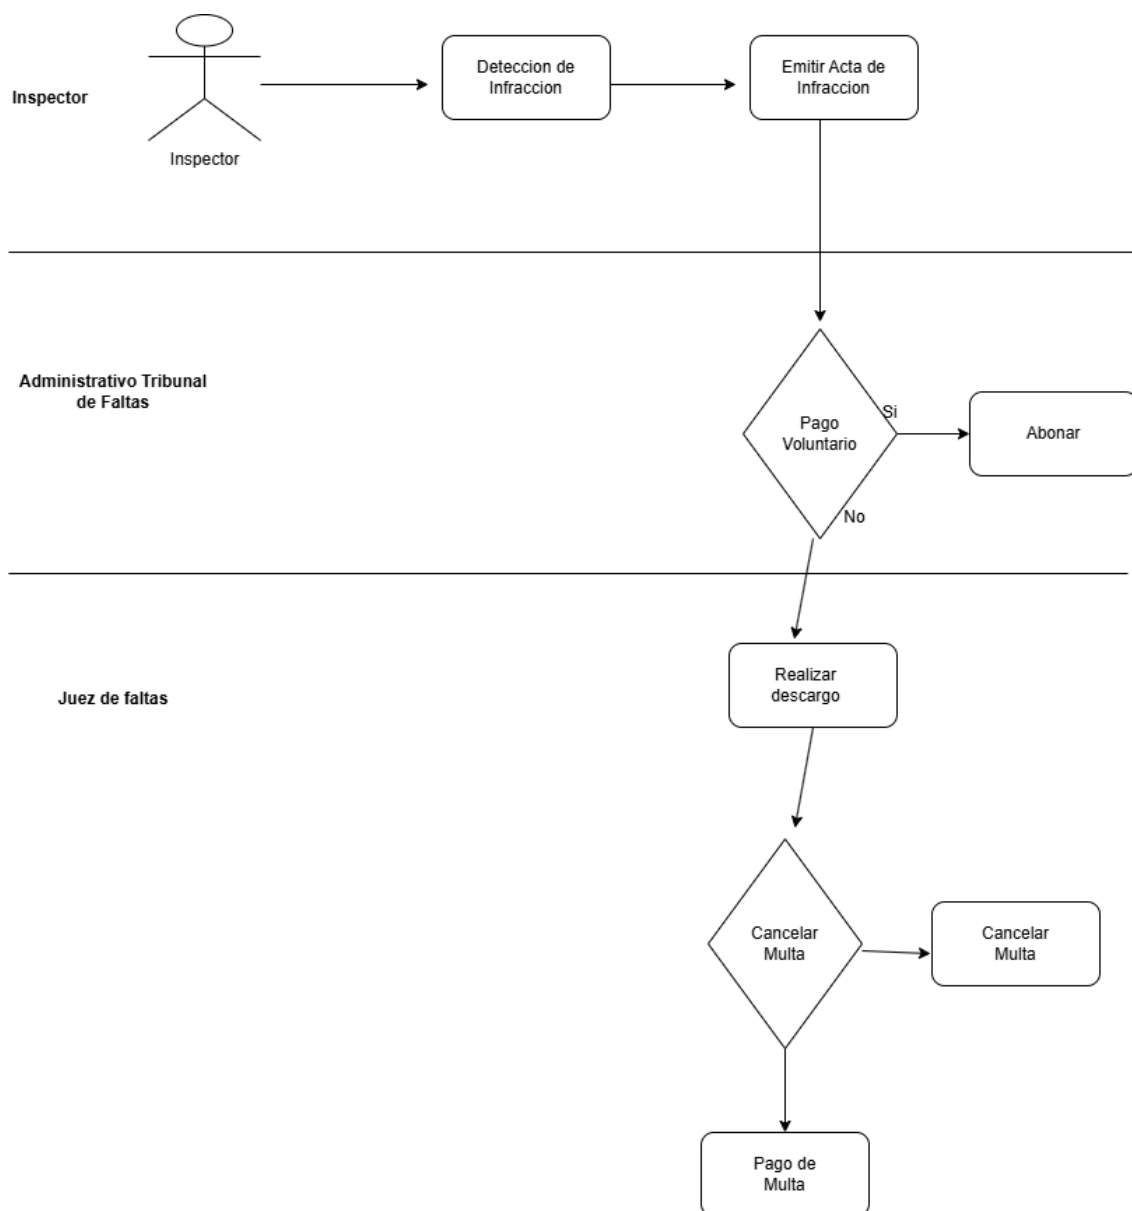 Deteccion de
Infraccion
Emitir Acta de
Infraccion
Inspector
Inspector
Administrativo Tribunal
de Faltas
Pago
Voluntario
Si
Abonar
No
Realizar
descargo
Juez de faltas
Cancelar
Multa
Cancelar
Multa
Pago de
Multa